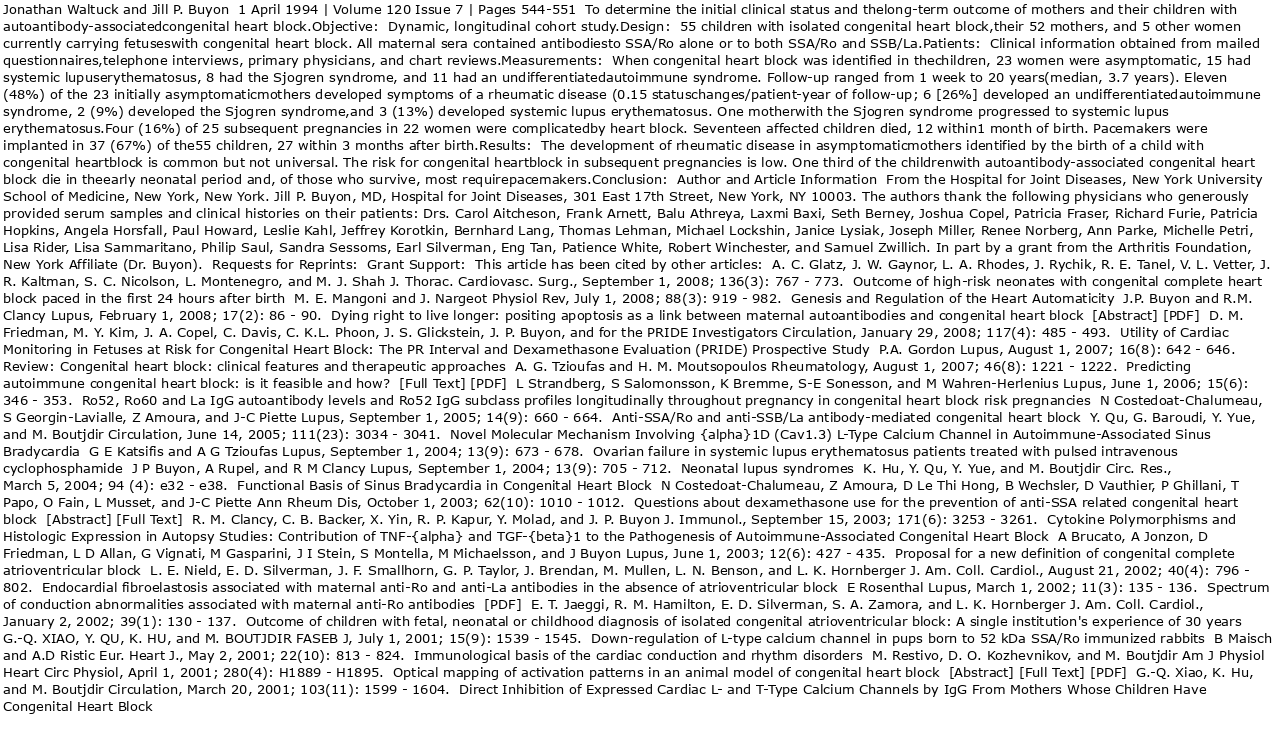 Jonathan Waltuck and Jill P. Buyon  1 April 1994 | Volume 120 Issue 7 | Pages 544-551  To determine the initial clinical status and thelong-term outcome of mothers and their children with
autoantibody-associatedcongenital heart block.Objective:  Dynamic, longitudinal cohort study.Design:  55 children with isolated congenital heart block,their 52 mothers, and 5 other women
currently carrying fetuseswith congenital heart block. All maternal sera contained antibodiesto SSA/Ro alone or to both SSA/Ro and SSB/La.Patients:  Clinical information obtained from mailed
questionnaires,telephone interviews, primary physicians, and chart reviews.Measurements:  When congenital heart block was identified in thechildren, 23 women were asymptomatic, 15 had
systemic lupuserythematosus, 8 had the Sjogren syndrome, and 11 had an undifferentiatedautoimmune syndrome. Follow-up ranged from 1 week to 20 years(median, 3.7 years). Eleven
(48%) of the 23 initially asymptomaticmothers developed symptoms of a rheumatic disease (0.15 statuschanges/patient-year of follow-up; 6 [26%] developed an undifferentiatedautoimmune
syndrome, 2 (9%) developed the Sjogren syndrome,and 3 (13%) developed systemic lupus erythematosus. One motherwith the Sjogren syndrome progressed to systemic lupus
erythematosus.Four (16%) of 25 subsequent pregnancies in 22 women were complicatedby heart block. Seventeen affected children died, 12 within1 month of birth. Pacemakers were
implanted in 37 (67%) of the55 children, 27 within 3 months after birth.Results:  The development of rheumatic disease in asymptomaticmothers identified by the birth of a child with
congenital heartblock is common but not universal. The risk for congenital heartblock in subsequent pregnancies is low. One third of the childrenwith autoantibody-associated congenital heart
block die in theearly neonatal period and, of those who survive, most requirepacemakers.Conclusion:  Author and Article Information  From the Hospital for Joint Diseases, New York University
School of Medicine, New York, New York. Jill P. Buyon, MD, Hospital for Joint Diseases, 301 East 17th Street, New York, NY 10003. The authors thank the following physicians who generously
provided serum samples and clinical histories on their patients: Drs. Carol Aitcheson, Frank Arnett, Balu Athreya, Laxmi Baxi, Seth Berney, Joshua Copel, Patricia Fraser, Richard Furie, Patricia
Hopkins, Angela Horsfall, Paul Howard, Leslie Kahl, Jeffrey Korotkin, Bernhard Lang, Thomas Lehman, Michael Lockshin, Janice Lysiak, Joseph Miller, Renee Norberg, Ann Parke, Michelle Petri,
Lisa Rider, Lisa Sammaritano, Philip Saul, Sandra Sessoms, Earl Silverman, Eng Tan, Patience White, Robert Winchester, and Samuel Zwillich. In part by a grant from the Arthritis Foundation,
New York Affiliate (Dr. Buyon).  Requests for Reprints:  Grant Support:  This article has been cited by other articles:  A. C. Glatz, J. W. Gaynor, L. A. Rhodes, J. Rychik, R. E. Tanel, V. L. Vetter, J.
R. Kaltman, S. C. Nicolson, L. Montenegro, and M. J. Shah J. Thorac. Cardiovasc. Surg., September 1, 2008; 136(3): 767 - 773.  Outcome of high-risk neonates with congenital complete heart
block paced in the first 24 hours after birth  M. E. Mangoni and J. Nargeot Physiol Rev, July 1, 2008; 88(3): 919 - 982.  Genesis and Regulation of the Heart Automaticity  J.P. Buyon and R.M.
Clancy Lupus, February 1, 2008; 17(2): 86 - 90.  Dying right to live longer: positing apoptosis as a link between maternal autoantibodies and congenital heart block  [Abstract] [PDF]  D. M.
Friedman, M. Y. Kim, J. A. Copel, C. Davis, C. K.L. Phoon, J. S. Glickstein, J. P. Buyon, and for the PRIDE Investigators Circulation, January 29, 2008; 117(4): 485 - 493.  Utility of Cardiac
Monitoring in Fetuses at Risk for Congenital Heart Block: The PR Interval and Dexamethasone Evaluation (PRIDE) Prospective Study  P.A. Gordon Lupus, August 1, 2007; 16(8): 642 - 646.
Review: Congenital heart block: clinical features and therapeutic approaches  A. G. Tzioufas and H. M. Moutsopoulos Rheumatology, August 1, 2007; 46(8): 1221 - 1222.  Predicting
autoimmune congenital heart block: is it feasible and how?  [Full Text] [PDF]  L Strandberg, S Salomonsson, K Bremme, S-E Sonesson, and M Wahren-Herlenius Lupus, June 1, 2006; 15(6):
346 - 353.  Ro52, Ro60 and La IgG autoantibody levels and Ro52 IgG subclass profiles longitudinally throughout pregnancy in congenital heart block risk pregnancies  N Costedoat-Chalumeau,
S Georgin-Lavialle, Z Amoura, and J-C Piette Lupus, September 1, 2005; 14(9): 660 - 664.  Anti-SSA/Ro and anti-SSB/La antibody-mediated congenital heart block  Y. Qu, G. Baroudi, Y. Yue,
and M. Boutjdir Circulation, June 14, 2005; 111(23): 3034 - 3041.  Novel Molecular Mechanism Involving {alpha}1D (Cav1.3) L-Type Calcium Channel in Autoimmune-Associated Sinus
Bradycardia  G E Katsifis and A G Tzioufas Lupus, September 1, 2004; 13(9): 673 - 678.  Ovarian failure in systemic lupus erythematosus patients treated with pulsed intravenous
cyclophosphamide  J P Buyon, A Rupel, and R M Clancy Lupus, September 1, 2004; 13(9): 705 - 712.  Neonatal lupus syndromes  K. Hu, Y. Qu, Y. Yue, and M. Boutjdir Circ. Res.,
March 5, 2004; 94 (4): e32 - e38.  Functional Basis of Sinus Bradycardia in Congenital Heart Block  N Costedoat-Chalumeau, Z Amoura, D Le Thi Hong, B Wechsler, D Vauthier, P Ghillani, T
Papo, O Fain, L Musset, and J-C Piette Ann Rheum Dis, October 1, 2003; 62(10): 1010 - 1012.  Questions about dexamethasone use for the prevention of anti-SSA related congenital heart
block  [Abstract] [Full Text]  R. M. Clancy, C. B. Backer, X. Yin, R. P. Kapur, Y. Molad, and J. P. Buyon J. Immunol., September 15, 2003; 171(6): 3253 - 3261.  Cytokine Polymorphisms and
Histologic Expression in Autopsy Studies: Contribution of TNF-{alpha} and TGF-{beta}1 to the Pathogenesis of Autoimmune-Associated Congenital Heart Block  A Brucato, A Jonzon, D
Friedman, L D Allan, G Vignati, M Gasparini, J I Stein, S Montella, M Michaelsson, and J Buyon Lupus, June 1, 2003; 12(6): 427 - 435.  Proposal for a new definition of congenital complete
atrioventricular block  L. E. Nield, E. D. Silverman, J. F. Smallhorn, G. P. Taylor, J. Brendan, M. Mullen, L. N. Benson, and L. K. Hornberger J. Am. Coll. Cardiol., August 21, 2002; 40(4): 796 -
802.  Endocardial fibroelastosis associated with maternal anti-Ro and anti-La antibodies in the absence of atrioventricular block  E Rosenthal Lupus, March 1, 2002; 11(3): 135 - 136.  Spectrum
of conduction abnormalities associated with maternal anti-Ro antibodies  [PDF]  E. T. Jaeggi, R. M. Hamilton, E. D. Silverman, S. A. Zamora, and L. K. Hornberger J. Am. Coll. Cardiol.,
January 2, 2002; 39(1): 130 - 137.  Outcome of children with fetal, neonatal or childhood diagnosis of isolated congenital atrioventricular block: A single institution's experience of 30 years
G.-Q. XIAO, Y. QU, K. HU, and M. BOUTJDIR FASEB J, July 1, 2001; 15(9): 1539 - 1545.  Down-regulation of L-type calcium channel in pups born to 52 kDa SSA/Ro immunized rabbits  B Maisch
and A.D Ristic Eur. Heart J., May 2, 2001; 22(10): 813 - 824.  Immunological basis of the cardiac conduction and rhythm disorders  M. Restivo, D. O. Kozhevnikov, and M. Boutjdir Am J Physiol
Heart Circ Physiol, April 1, 2001; 280(4): H1889 - H1895.  Optical mapping of activation patterns in an animal model of congenital heart block  [Abstract] [Full Text] [PDF]  G.-Q. Xiao, K. Hu,
and M. Boutjdir Circulation, March 20, 2001; 103(11): 1599 - 1604.  Direct Inhibition of Expressed Cardiac L- and T-Type Calcium Channels by IgG From Mothers Whose Children Have
Congenital Heart Block